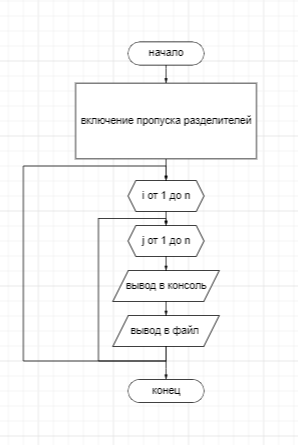 начало
включение пропуска разделителей
i от 1 до n
j от 1 до n
вывод в консоль
вывод в файл
конец